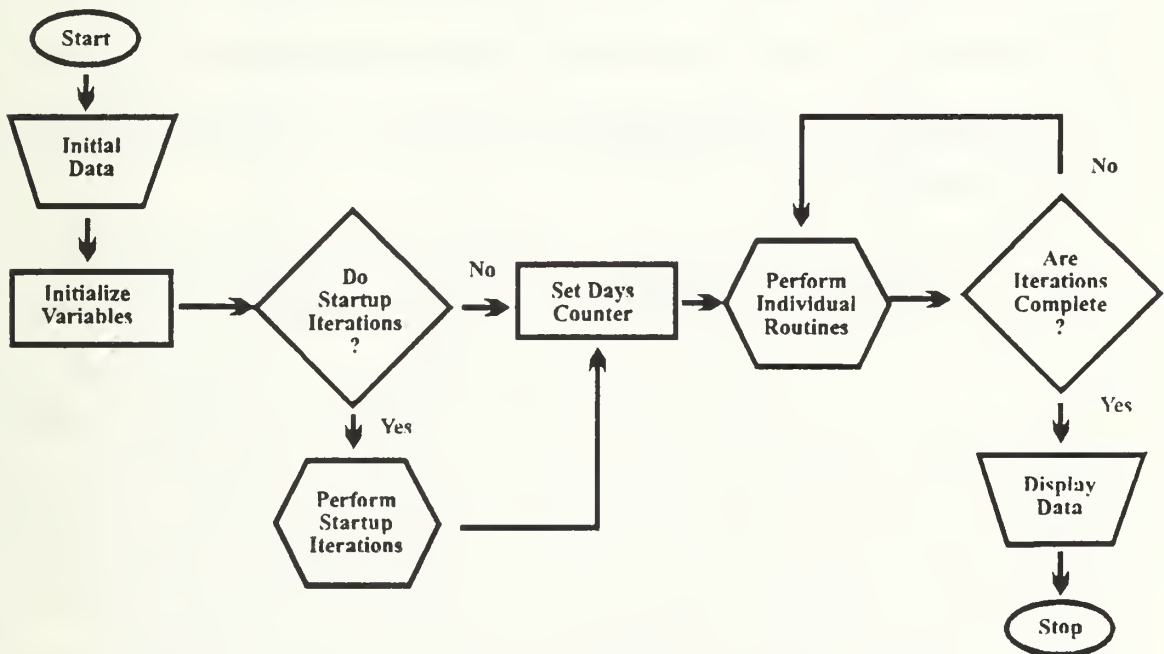 Start
Initial
Data
Initialize
Variables
Do
Startup
Iterations
?
No
Yes
Perform
Startup
Iterations
Set Days
Counter
Perform
Individual
Routines
Are
Iterations
Complete
?
No
Yes
Display
Data
Stop